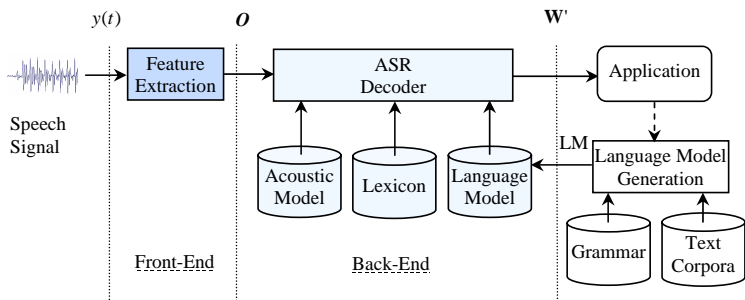 y(t)
O
W'
Feature
Extraction
ASR
Decoder
Application
Speech
Signal
LM
Language Model
Generation
Acoustic
Model
Lexicon
Language
Model
Grammar
Text
Corpora
Front-End
Back-End